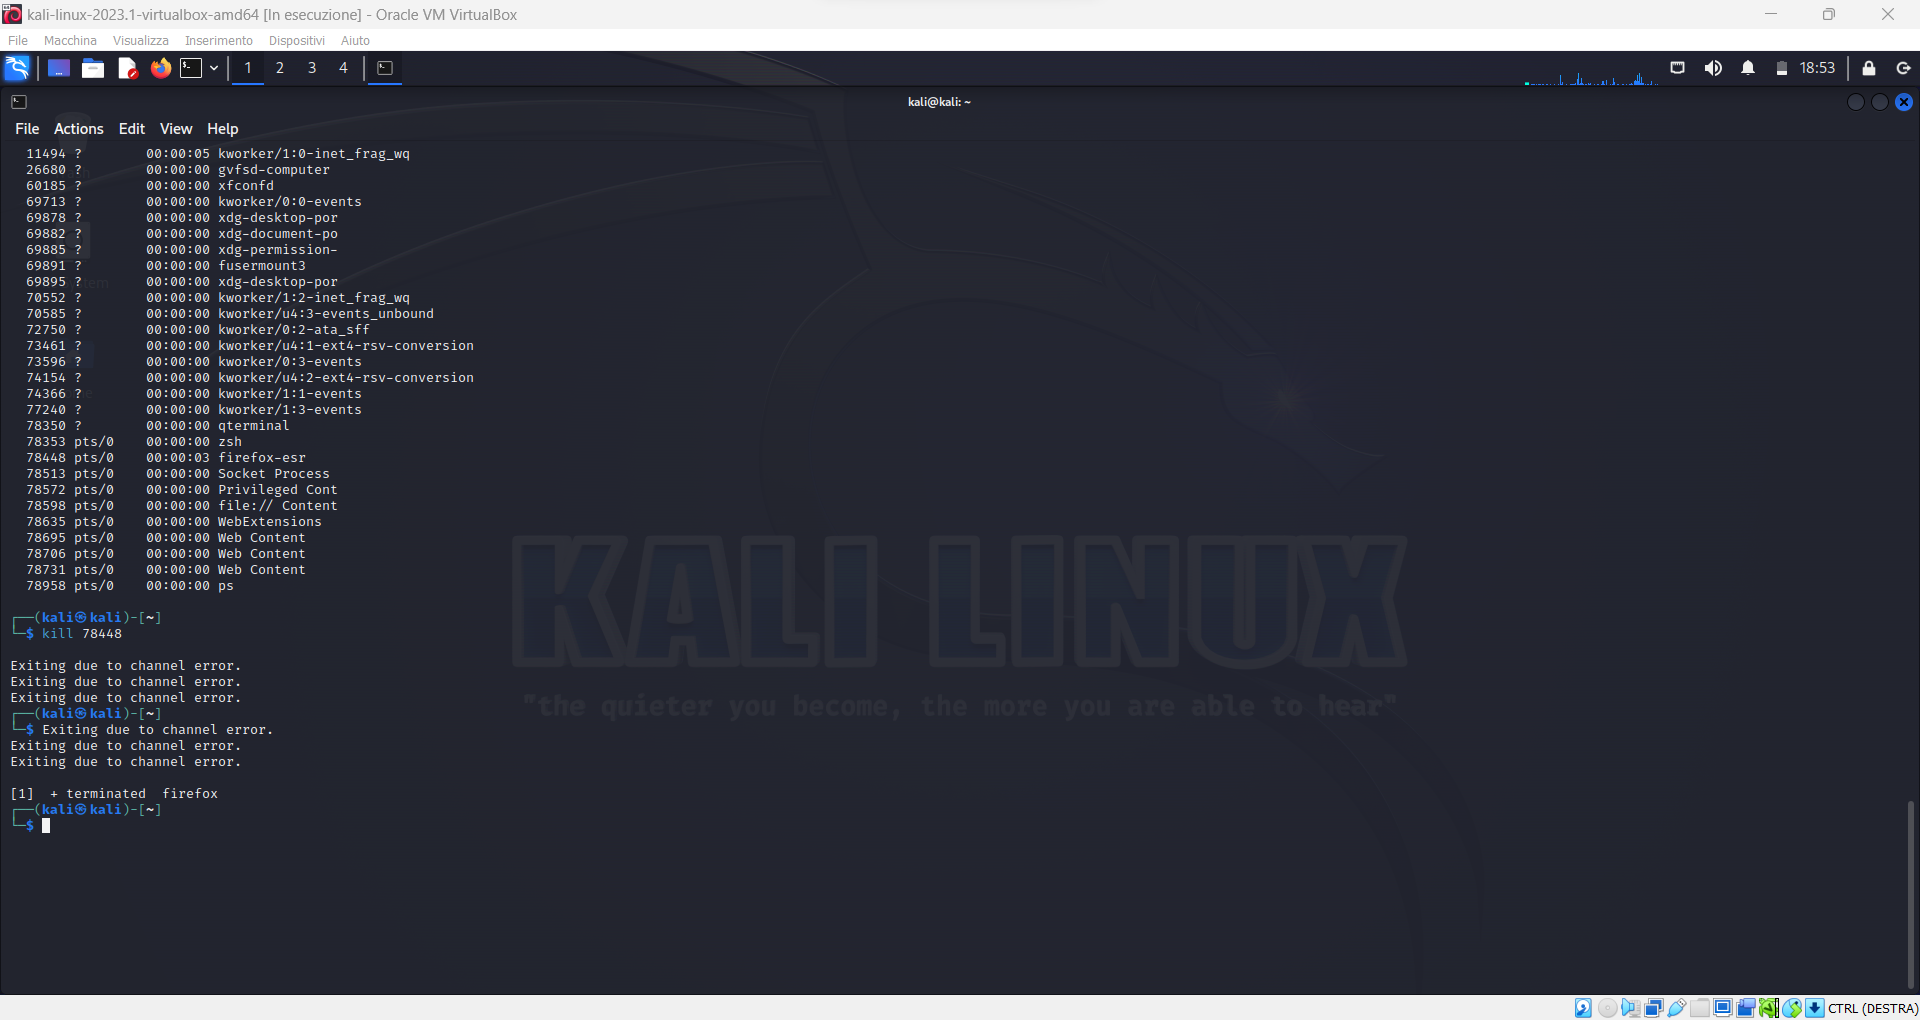 kali-linux-2023.1-virtualbox-amd64 [In esecuzione] - Oracle VM VirtualBox
File Macchina Visualizza Inserimento Dispositivi Aiuto
1 2 3 4 18:53
kali@kali: ~
File Actions Edit View Help
11494 ? 00:00:05 kworker/1:0-inet_frag_wq
26680 ? 00:00:00 gvfsd-computer
60185 ? 00:00:00 xfconfd
69713 ? 00:00:00 kworker/0:0-events
69878 ? 00:00:00 xdg-desktop-por
69882 ? 00:00:00 xdg-document-po
69885 ? 00:00:00 xdg-permission-
69891 ? 00:00:00 fusermount3
69895 ? 00:00:00 xdg-desktop-por
70552 ? 00:00:00 kworker/1:2-inet_frag_wq
70585 ? 00:00:00 kworker/u4:3-events_unbound
72750 ? 00:00:00 kworker/0:2-ata_sff
73461 ? 00:00:00 kworker/u4:1-ext4-rsv-conversion
73596 ? 00:00:00 kworker/0:3-events
74154 ? 00:00:00 kworker/u4:2-ext4-rsv-conversion
74366 ? 00:00:00 kworker/1:1-events
77240 ? 00:00:00 kworker/1:3-events
78350 ? 00:00:00 qterminal
78353 pts/0 00:00:00 zsh
78448 pts/0 00:00:03 firefox-esr
78513 pts/0 00:00:00 Socket Process
78572 pts/0 00:00:00 Privileged Cont
78598 pts/0 00:00:00 file:// Content
78635 pts/0 00:00:00 WebExtensions
78695 pts/0 00:00:00 Web Content
78706 pts/0 00:00:00 Web Content
78731 pts/0 00:00:00 Web Content
78958 pts/0 00:00:00 ps
┌──(kali㉿kali)-[~]
└─$ kill 78448
Exiting due to channel error.
Exiting due to channel error.
Exiting due to channel error.
┌──(kali㉿kali)-[~]
└─$ Exiting due to channel error.
Exiting due to channel error.
Exiting due to channel error.
[1] + terminated firefox
┌──(kali㉿kali)-[~]
└─$
KALI LINUX
"the quieter you become, the more you are able to hear"
CTRL (DESTRA)